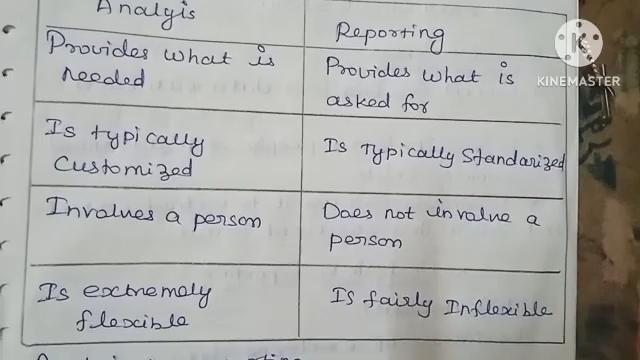 Analyis
Reporting
Provides what is
needed
Provides what is
asked for
Is typically
Customized
Is Typically Standarized
Involves a person
Does not involve a
person
Is extremely
flexible
Is fairly Inflexible
KINEMASTER